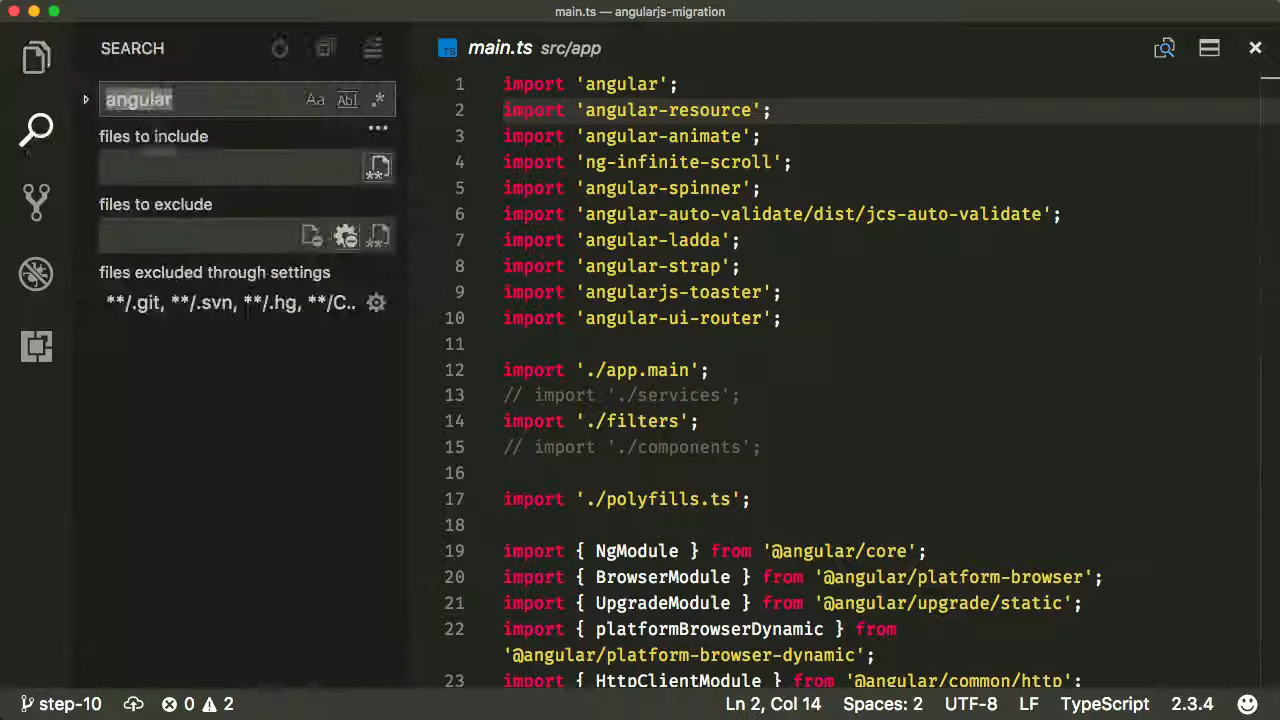 main.ts — angularjs-migration
SEARCH
angular
Aa Abl .*
files to include
files to exclude
files excluded through settings
**/.git, **/.svn, **/.hg, **/C..
TS main.ts src/app
1 import 'angular';
2 import 'angular-resource';
3 import 'angular-animate';
4 import 'ng-infinite-scroll';
5 import 'angular-spinner';
6 import 'angular-auto-validate/dist/jcs-auto-validate';
7 import 'angular-ladda';
8 import 'angular-strap';
9 import 'angularjs-toaster';
10 import 'angular-ui-router';
11
12 import './app.main';
13 // import './services';
14 import './filters';
15 // import './components';
16
17 import './polyfills.ts';
18
19 import { NgModule } from '@angular/core';
20 import { BrowserModule } from '@angular/platform-browser';
21 import { UpgradeModule } from '@angular/upgrade/static';
22 import { platformBrowserDynamic } from
'@angular/platform-browser-dynamic';
23 import { HttpClientModule } from '@angular/common/http';
step-10 0 2 Ln 2, Col 14 Spaces: 2 UTF-8 LF TypeScript 2.3.4